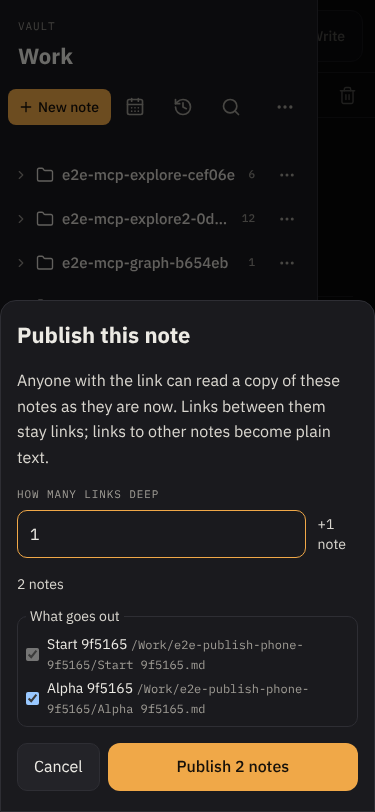 VAULT
Work
Write
+ New note
e2e-mcp-explore-cef06e 6
e2e-mcp-explore2-0d... 12
e2e-mcp-graph-b654eb 1
Publish this note
Anyone with the link can read a copy of these
notes as they are now. Links between them
stay links; links to other notes become plain
text.
HOW MANY LINKS DEEP
1
+1
note
2 notes
What goes out
Start 9f5165 /Work/e2e-publish-phone-
9f5165/Start 9f5165.md
Alpha 9f5165 /Work/e2e-publish-phone-
9f5165/Alpha 9f5165.md
Cancel
Publish 2 notes